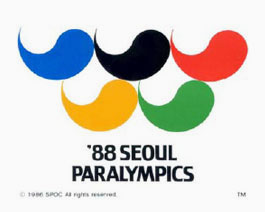 '88 SEOUL
PARALYMPICS
© 1986 SPOC All rights reserved.
TM